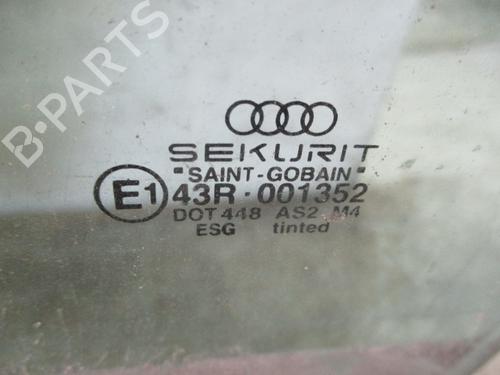 B-PARTS
SEKURIT
"SAINT-GOBAIN"
E1 43R-001352
DOT 448 AS2 M4
ESG tinted